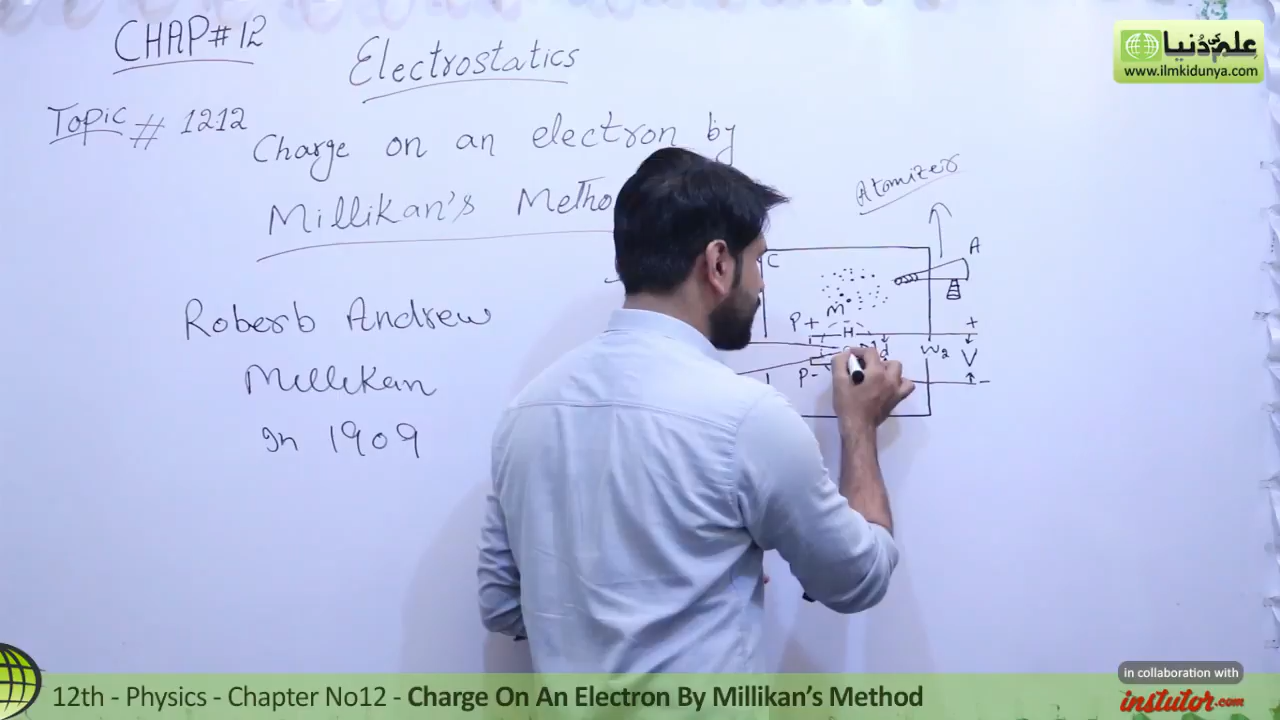 CHAP#12
Electrostatics
Topic # 1212
Charge on an electron by
Millikan's Metho
Roberb Andrew
Millikan
In 1909
Atomizer
A
C
M
P+
H
+
d
W2
V
P-
-
علم کی دُنیا
www.ilmkidunya.com
in collaboration with
instutor.com
12th - Physics - Chapter No12 - Charge On An Electron By Millikan's Method